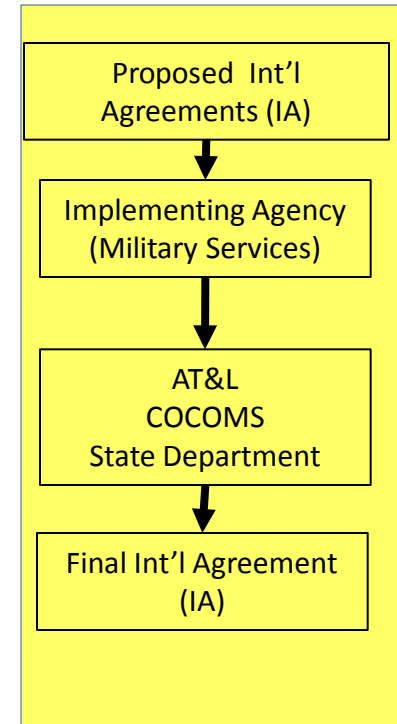 Proposed Int'l
Agreements (IA)
Implementing Agency
(Military Services)
AT&L
COCOMS
State Department
Final Int'l Agreement
(IA)